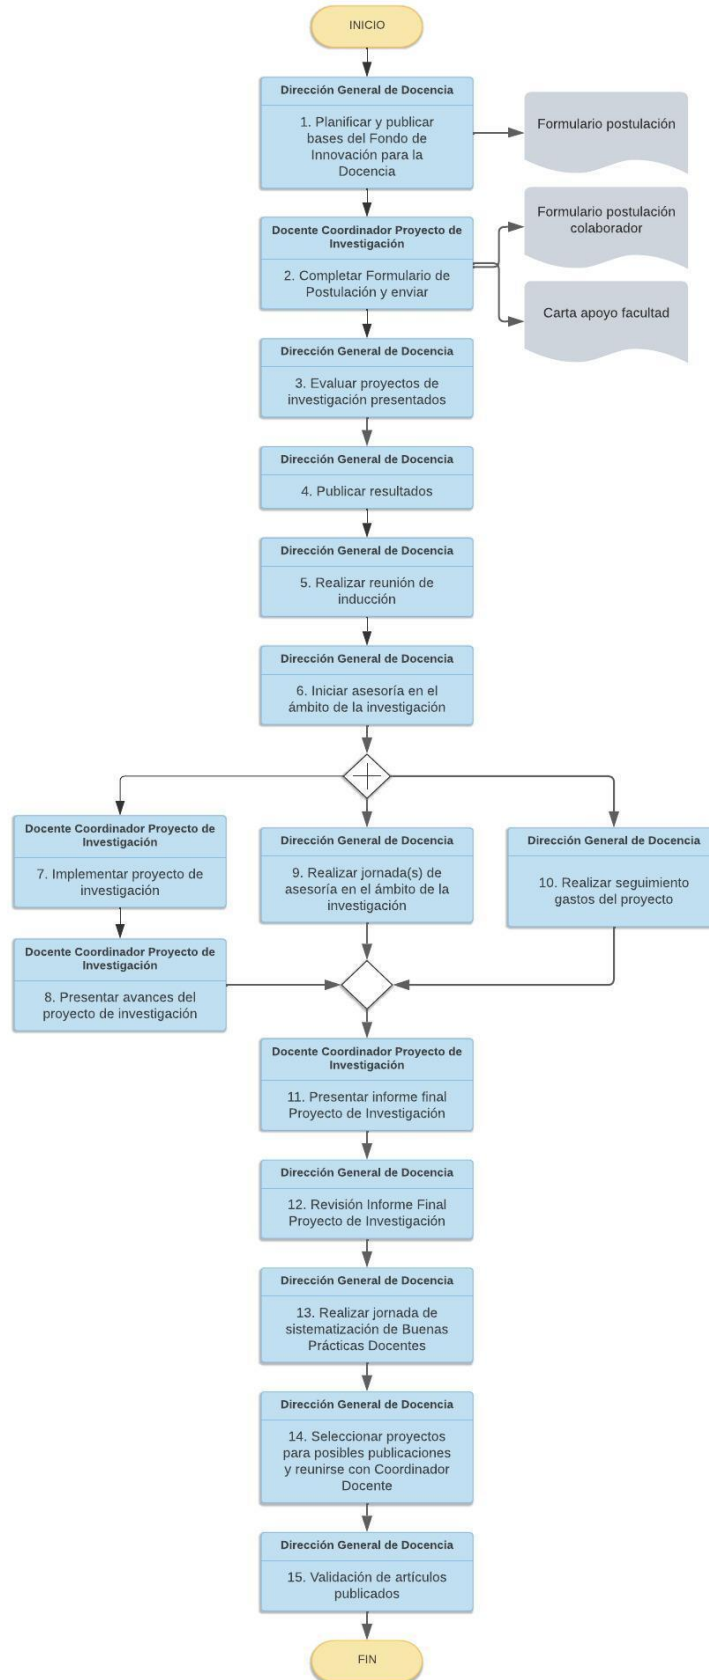 INICIO
Dirección General de Docencia
1. Planificar y publicar
bases del Fondo de
Innovación para la
Docencia
Formulario postulación
Docente Coordinador Proyecto de
Investigación
2. Completar Formulario de
Postulación y enviar
Formulario postulación
colaborador
Carta apoyo facultad
Dirección General de Docencia
3. Evaluar proyectos de
investigación presentados
Dirección General de Docencia
4. Publicar resultados
Dirección General de Docencia
5. Realizar reunión de
inducción
Dirección General de Docencia
6. Iniciar asesoría en el
ámbito de la investigación
Docente Coordinador Proyecto de
Investigación
7. Implementar proyecto de
investigación
Docente Coordinador Proyecto de
Investigación
8. Presentar avances del
proyecto de investigación
Dirección General de Docencia
9. Realizar jornada(s) de
asesoría en el ámbito de la
investigación
Dirección General de Docencia
10. Realizar seguimiento
gastos del proyecto
Docente Coordinador Proyecto de
Investigación
11. Presentar informe final
Proyecto de Investigación
Dirección General de Docencia
12. Revisión Informe Final
Proyecto de Investigación
Dirección General de Docencia
13. Realizar jornada de
sistematización de Buenas
Prácticas Docentes
Dirección General de Docencia
14. Seleccionar proyectos
para posibles publicaciones
y reunirse con Coordinador
Docente
Dirección General de Docencia
15. Validación de artículos
publicados
FIN